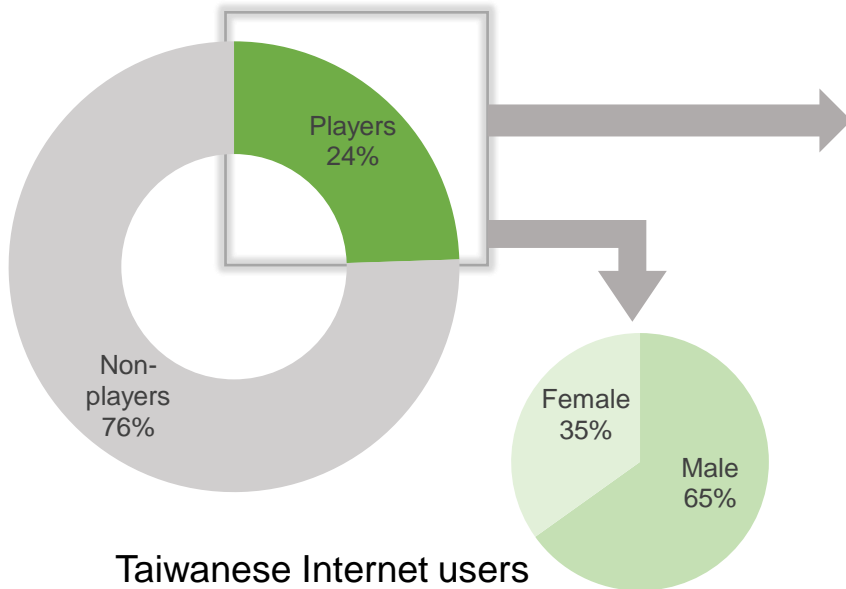 Players
24%
Non-
players
76%
Female
35%
Male
65%
Taiwanese Internet users